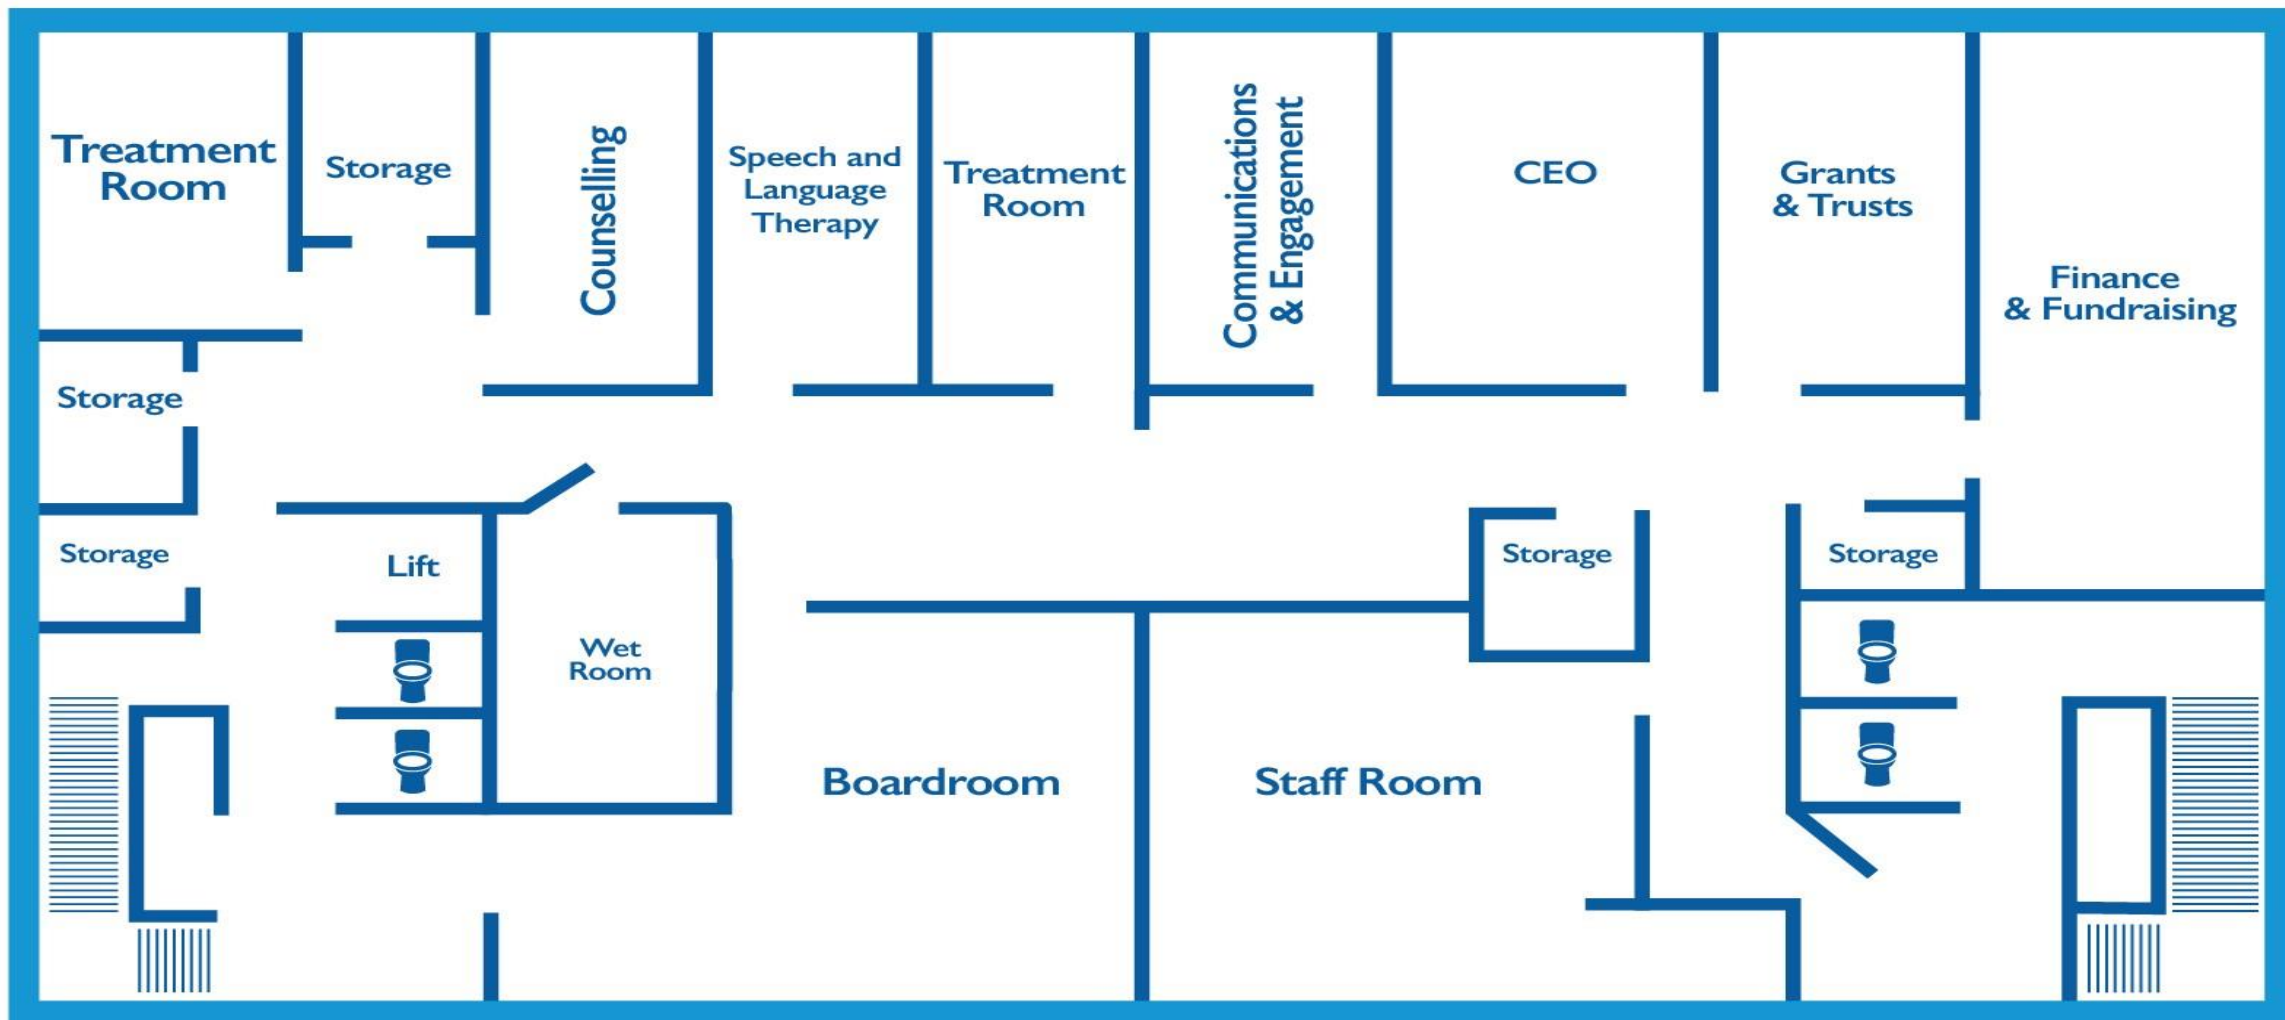 Treatment
Room
Storage
Counselling
Speech and
Language
Therapy
Treatment
Room
Communications
& Engagement
CEO
Grants
& Trusts
Finance
& Fundraising
Storage
Storage
Lift
Wet
Room
Storage
Storage
Boardroom
Staff Room